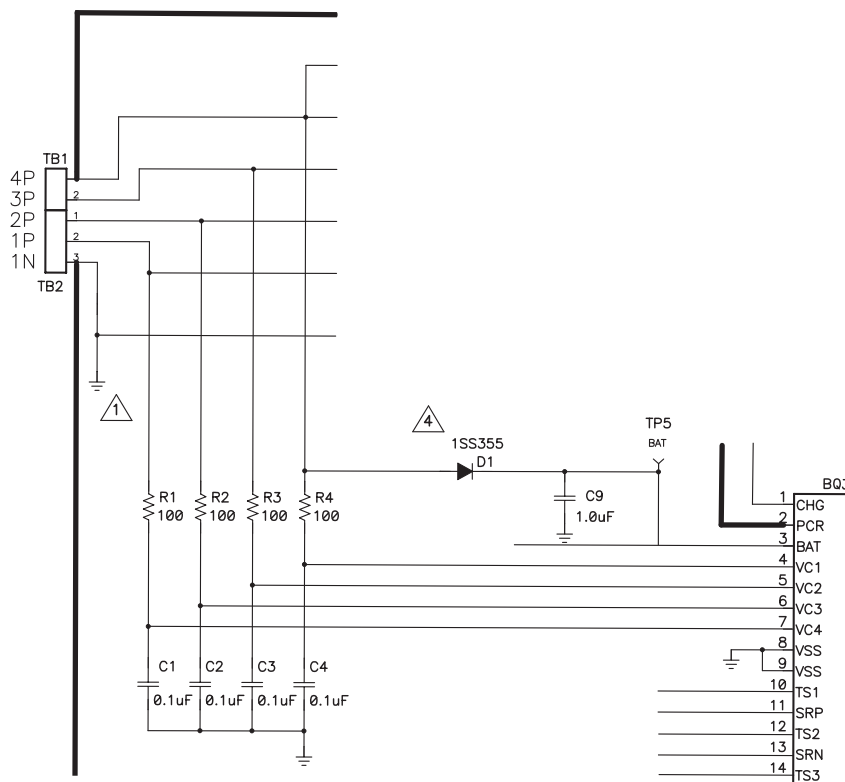 TB1
4P
3P 2
2P 1
1P 2
1N 3
TB2
1
4
1SS355
D1
TP5
BAT
C9
1.0uF
R1
100
R2
100
R3
100
R4
100
C1
0.1uF
C2
0.1uF
C3
0.1uF
C4
0.1uF
BQ3
1 CHG
2 PCR
3 BAT
4 VC1
5 VC2
6 VC3
7 VC4
8 VSS
9 VSS
10 TS1
11 SRP
12 TS2
13 SRN
14 TS3